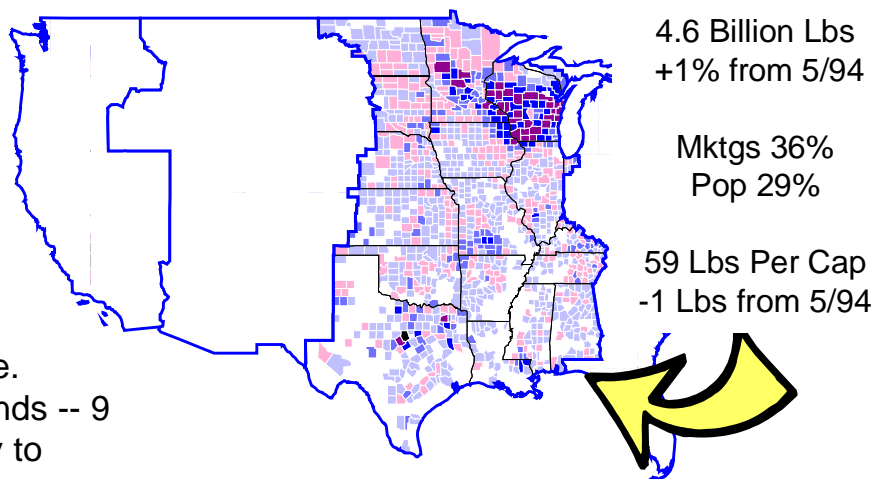 4.6 Billion Lbs
+1% from 5/94
Mktgs 36%
Pop 29%
59 Lbs Per Cap
-1 Lbs from 5/94
e.
nds -- 9
to